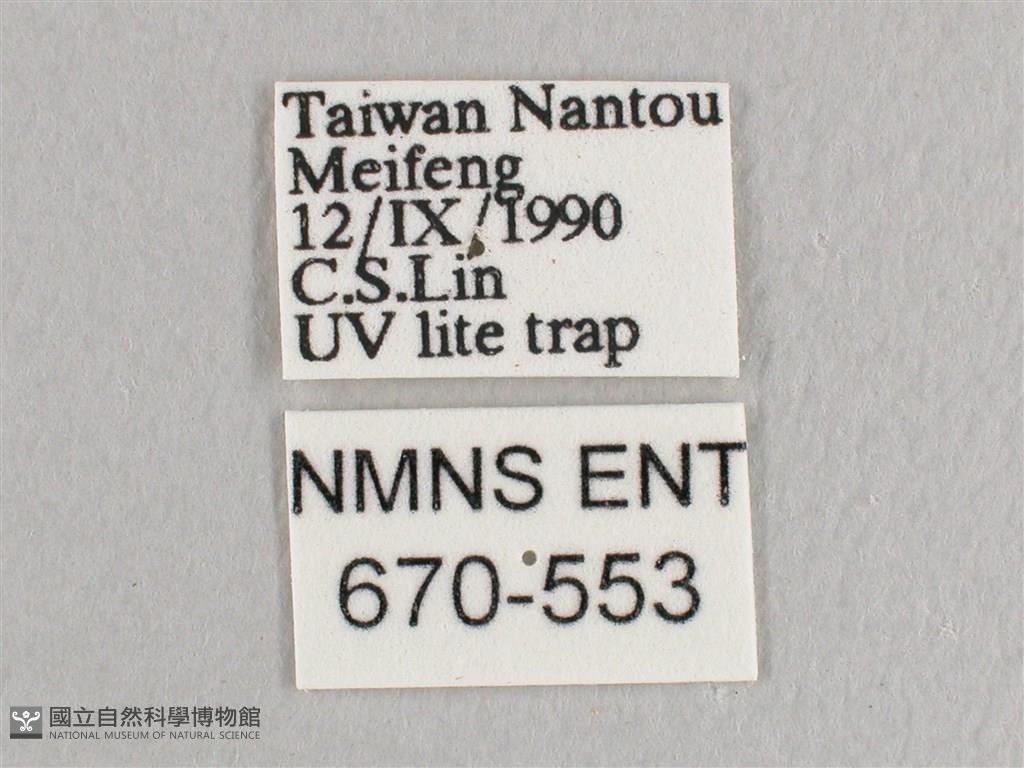 Taiwan Nantou
Meifeng
12/IX/1990
C.S.Lin
UV lite trap
NMNS ENT
670-553
國立自然科學博物館
NATIONAL MUSEUM OF NATURAL SCIENCE